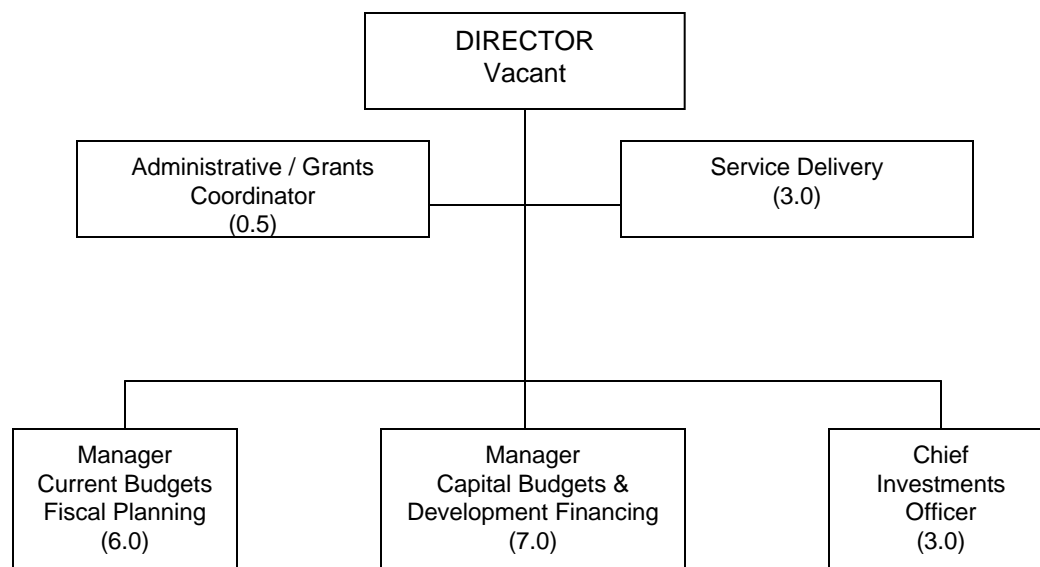 DIRECTOR
Vacant
Administrative / Grants
Coordinator
(0.5)
Service Delivery
(3.0)
Manager
Current Budgets
Fiscal Planning
(6.0)
Manager
Capital Budgets &
Development Financing
(7.0)
Chief
Investments
Officer
(3.0)